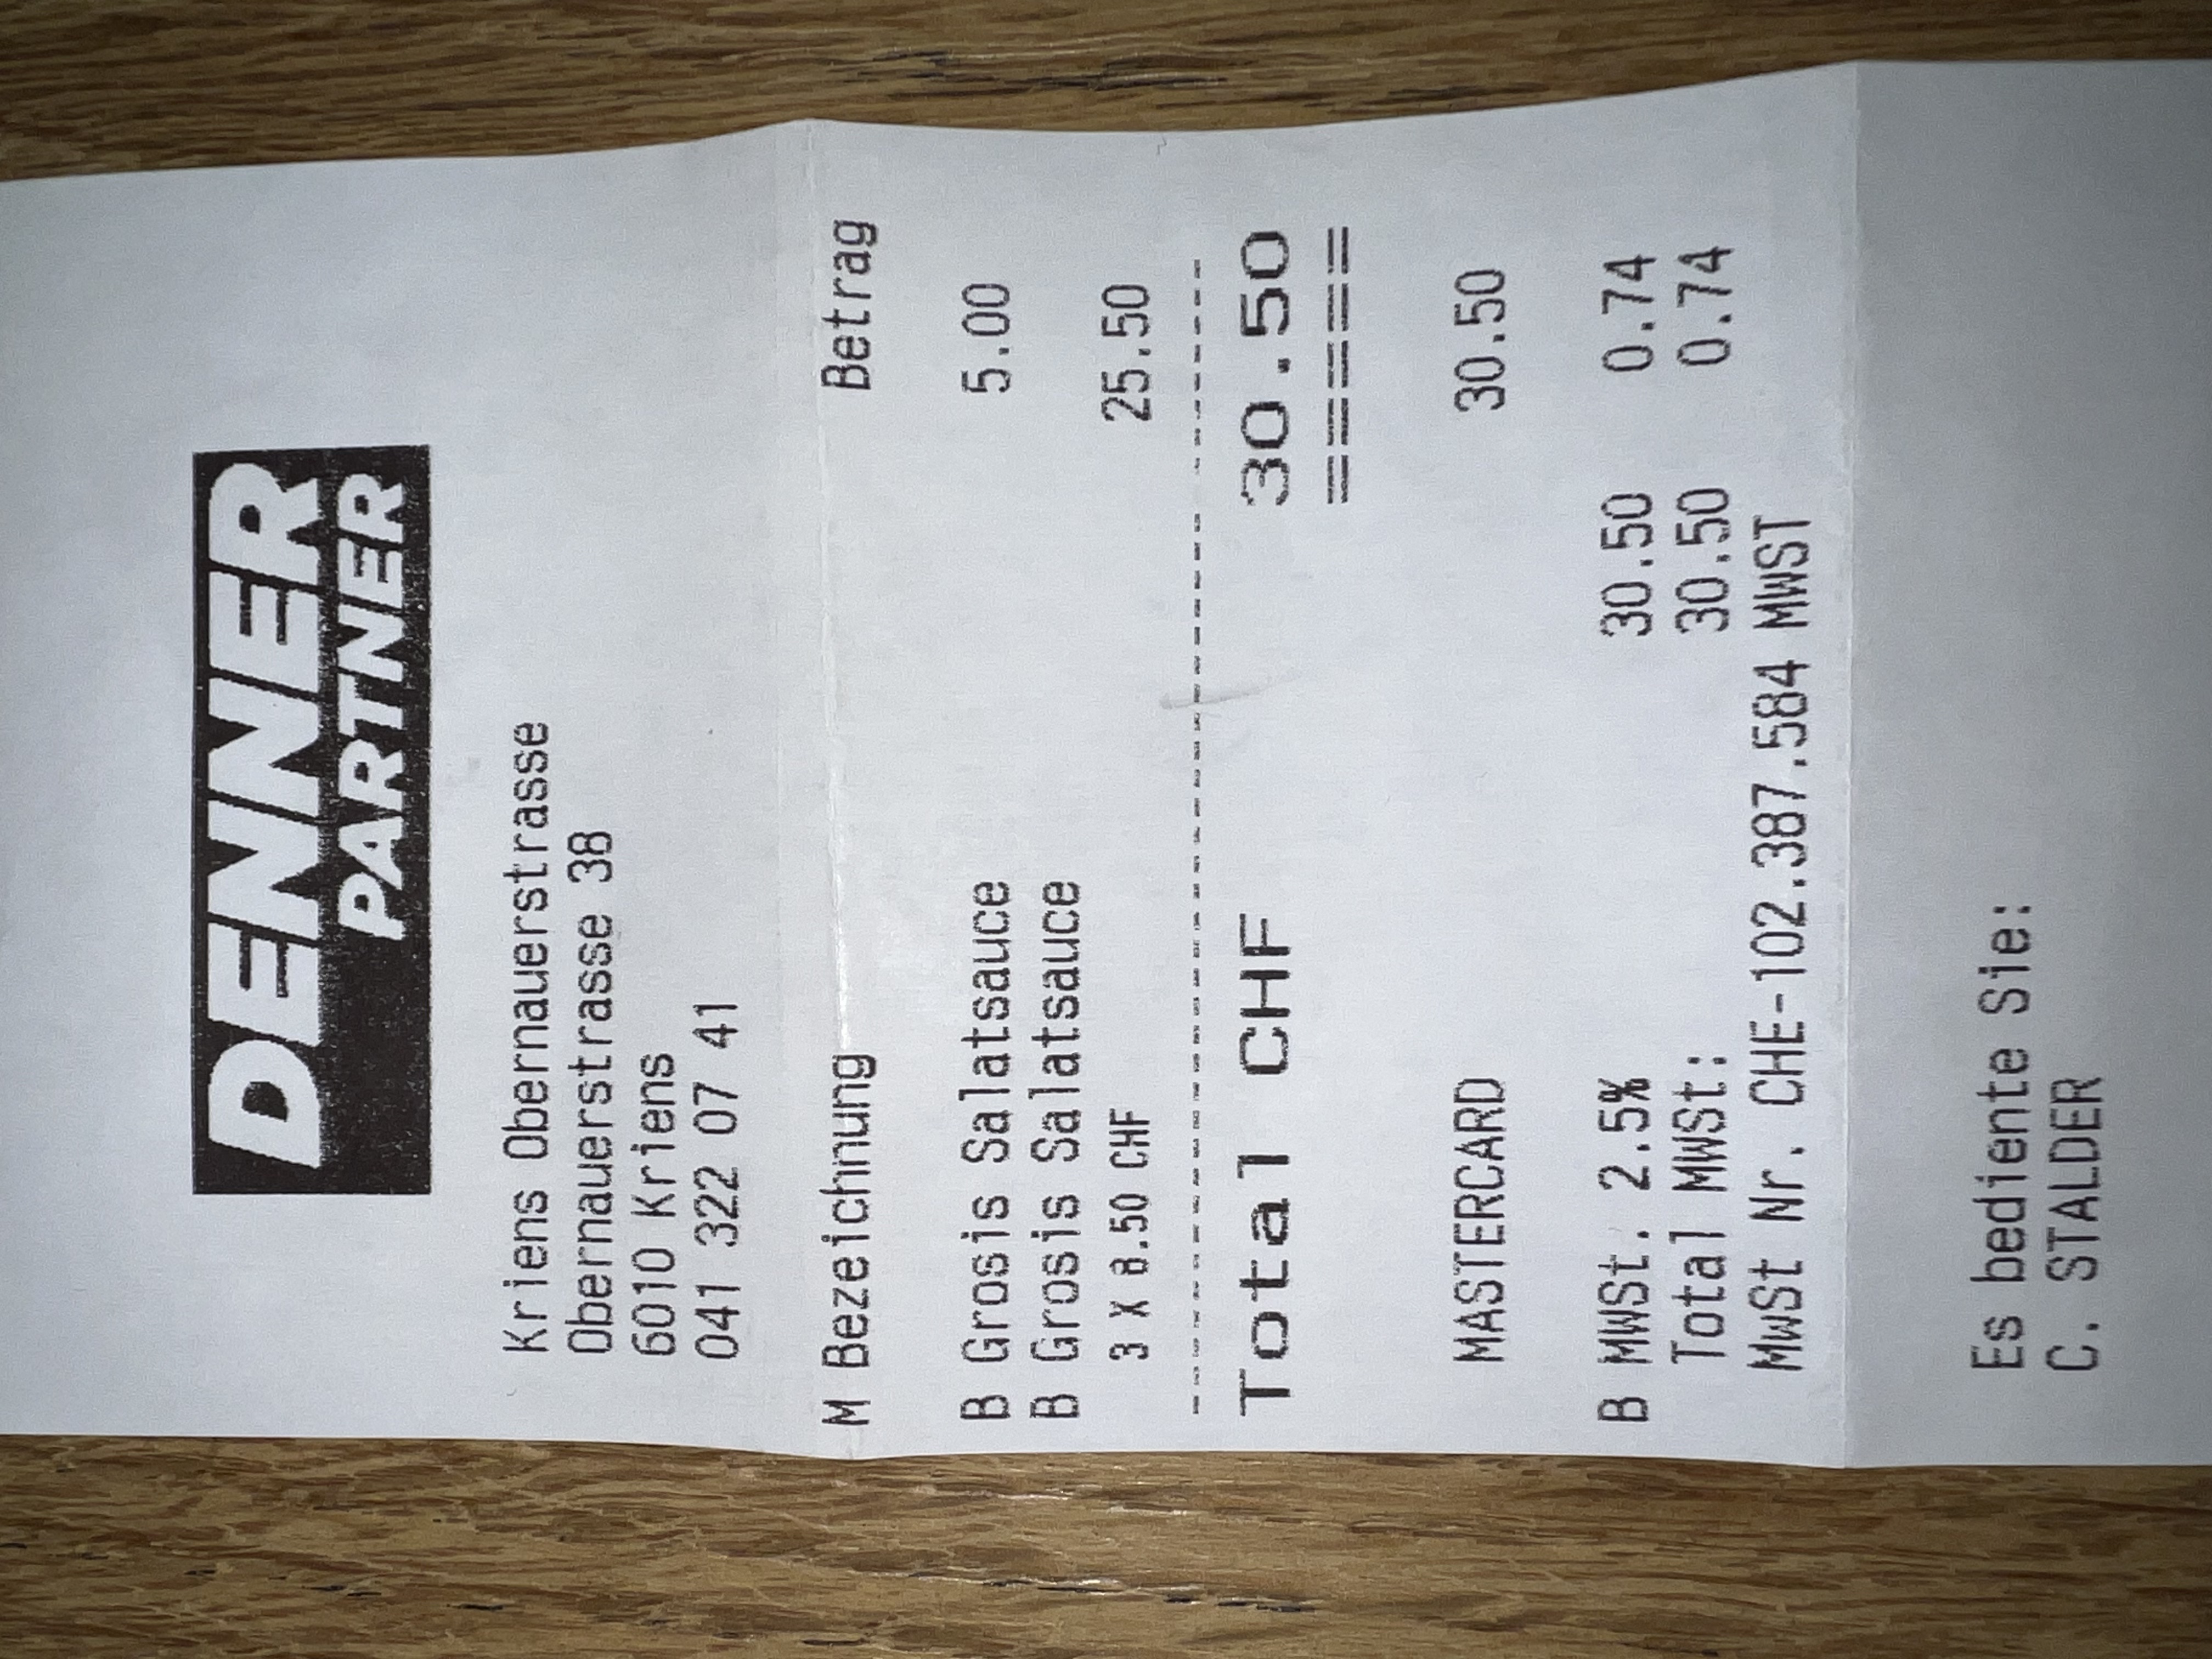 DENNER
PARTNER
Kriens Obernauerstrasse
Obernauerstrasse 38
6010 Kriens
041 322 07 41
M Bezeichnung Betrag
B Grosis Salatsauce 5.00
B Grosis Salatsauce
3 X 8.50 CHF 25.50
Total CHF 30.50
=====
MASTERCARD 30.50
B MWSt. 2.5% 30.50 0.74
Total MWSt: 30.50 0.74
MwSt Nr. CHE-102.387.584 MWST
Es bediente Sie:
C. STALDER